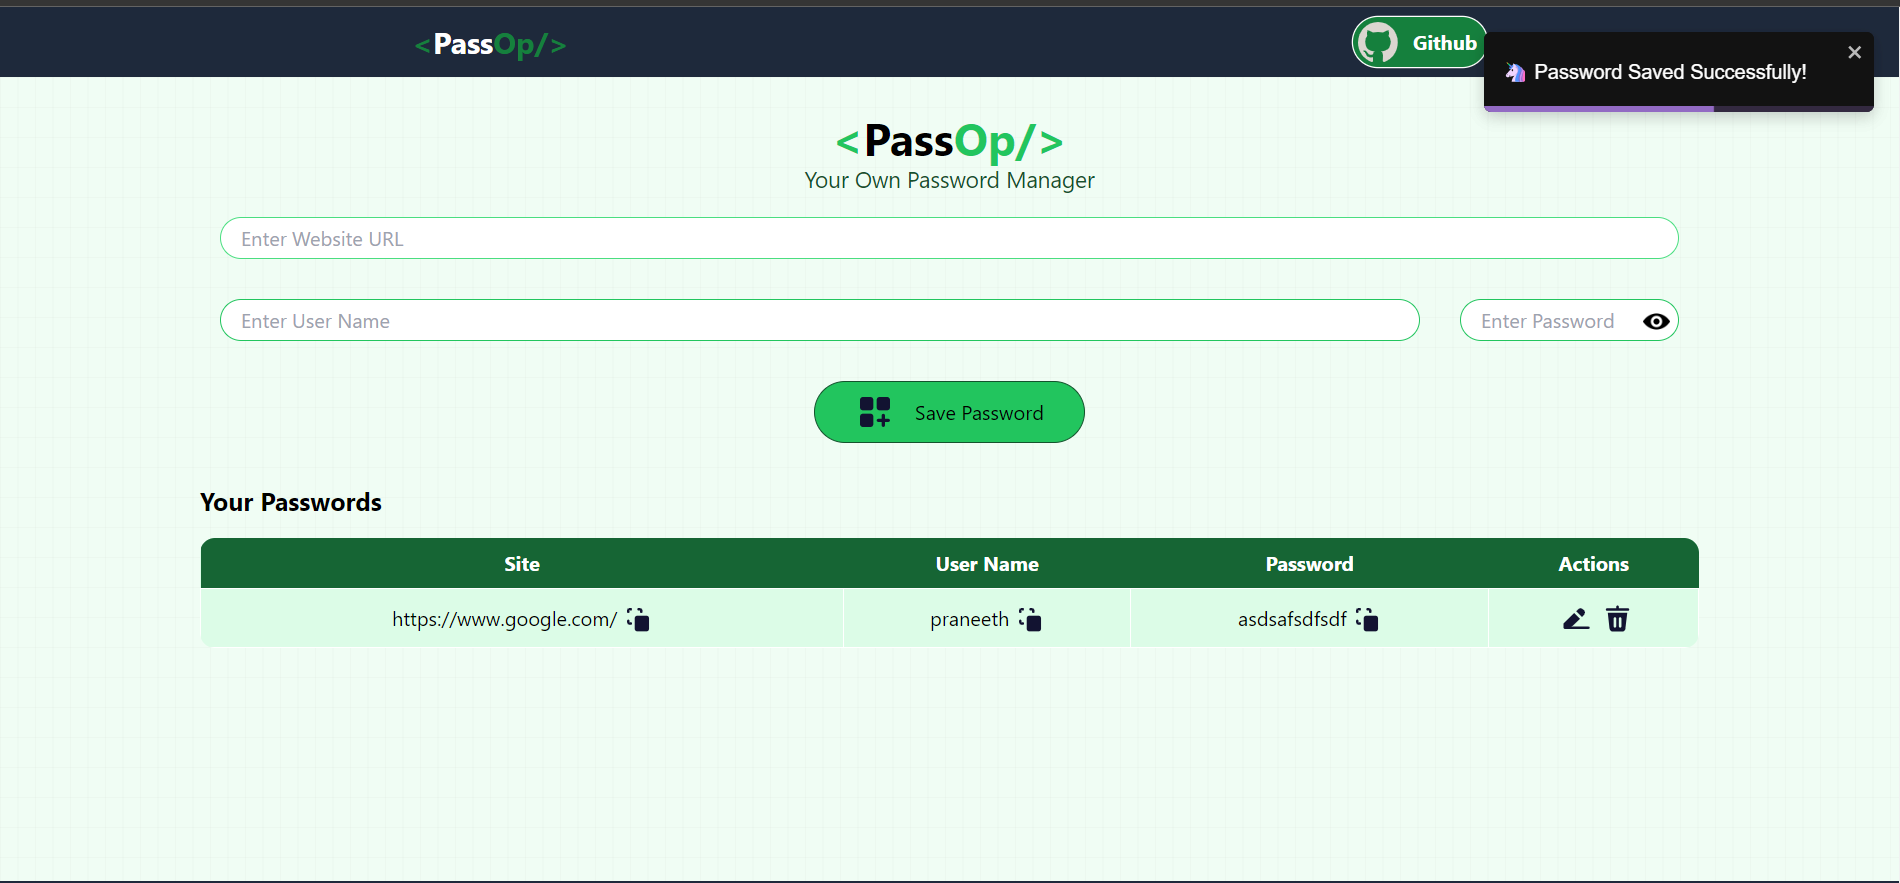 <PassOp/>
Github
🦄 Password Saved Successfully!
<PassOp/>
Your Own Password Manager
Enter Website URL
Enter User Name
Enter Password
Save Password
Your Passwords
Site User Name Password Actions
https://www.google.com/ praneeth asdsafsdfsdf